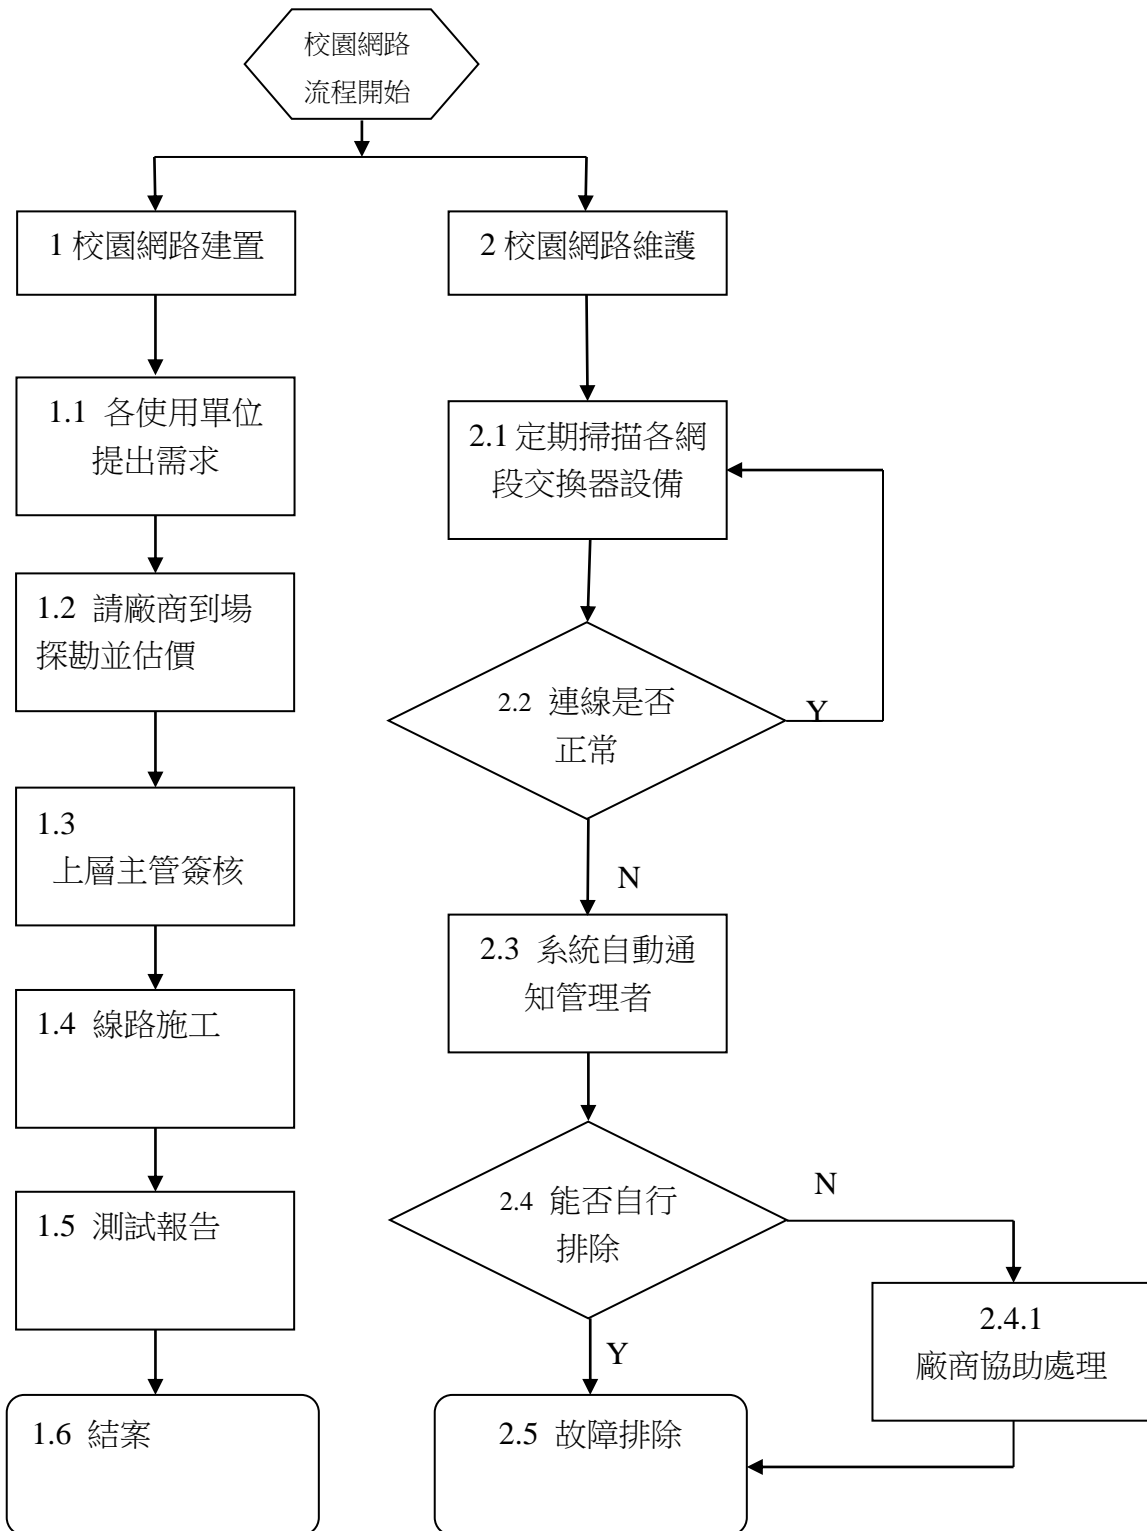 校園網路
流程開始
1 校園網路建置
1.1 各使用單位
提出需求
1.2 請廠商到場
探勘並估價
1.3
上層主管簽核
1.4 線路施工
1.5 測試報告
1.6 結案
2 校園網路維護
2.1 定期掃描各網
段交換器設備
2.2 連線是否
正常
Y
N
2.3 系統自動通
知管理者
2.4 能否自行
排除
N
Y
2.4.1
廠商協助處理
2.5 故障排除